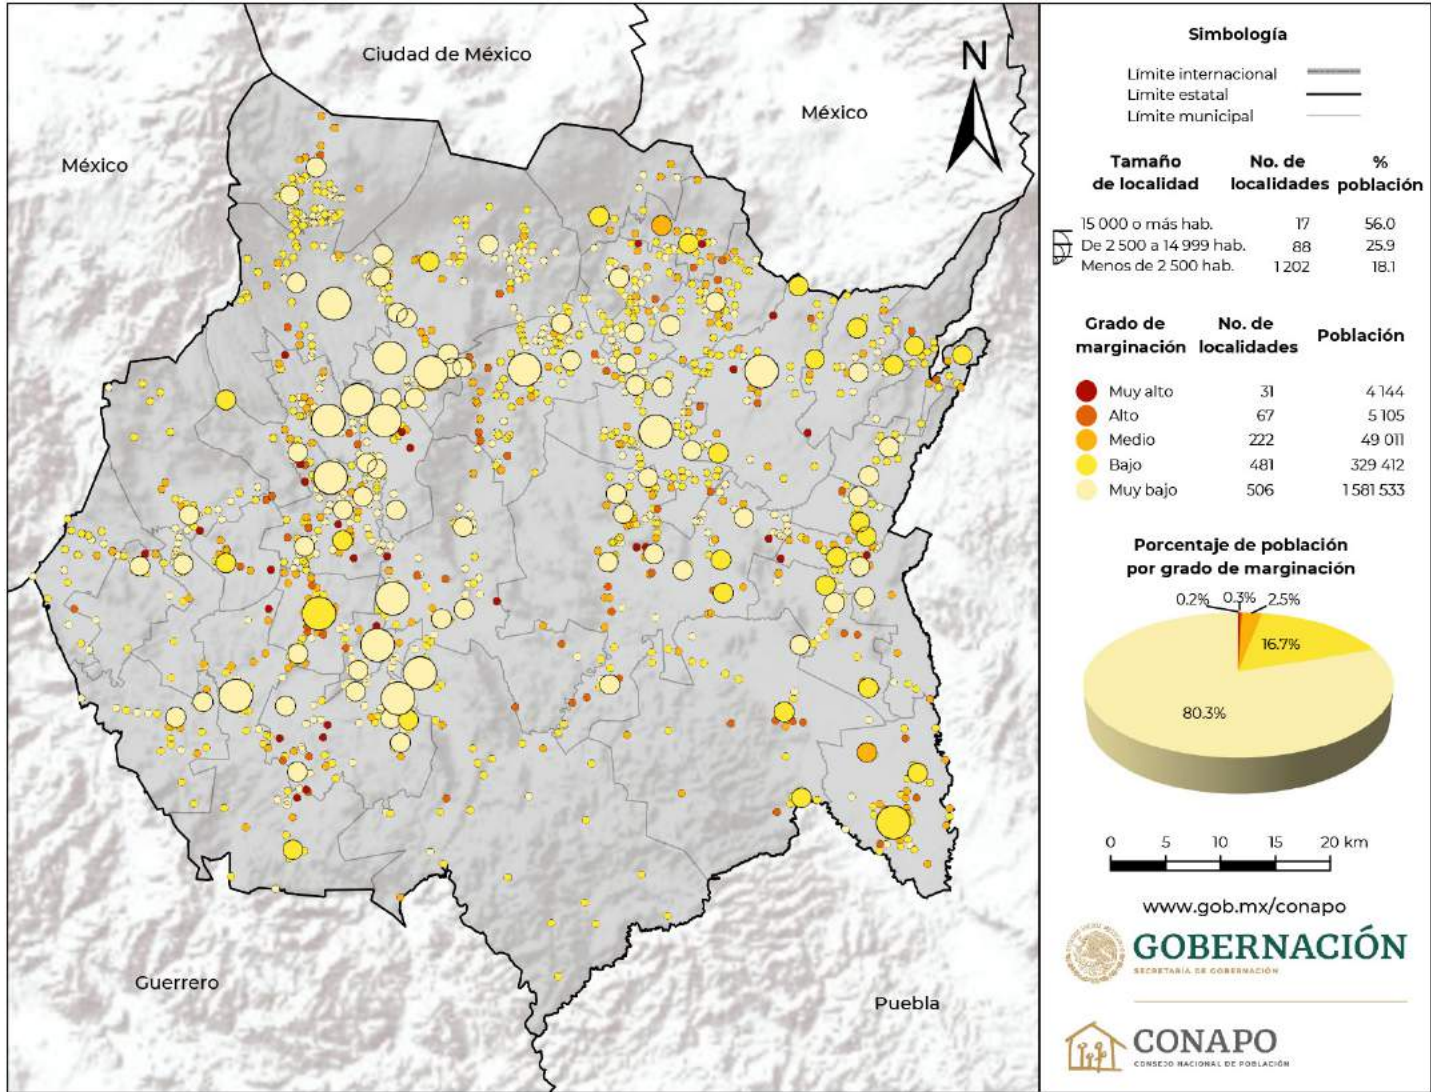 Ciudad de México
México
México
N
Guerrero
Puebla
Simbología
Límite internacional
Límite estatal
Límite municipal
Tamaño de localidad No. de localidades % población
15 000 o más hab. 17 56.0
De 2 500 a 14 999 hab. 88 25.9
Menos de 2 500 hab. 1 202 18.1
Grado de marginación No. de localidades Población
Muy alto 31 4 144
Alto 67 5 105
Medio 222 49 011
Bajo 481 329 412
Muy bajo 506 1 581 533
Porcentaje de población
por grado de marginación
0.2% 0.3% 2.5%
16.7%
80.3%
0 5 10 15 20 km
www.gob.mx/conapo
GOBERNACIÓN
SECRETARÍA DE GOBERNACIÓN
CONAPO
CONSEJO NACIONAL DE POBLACIÓN